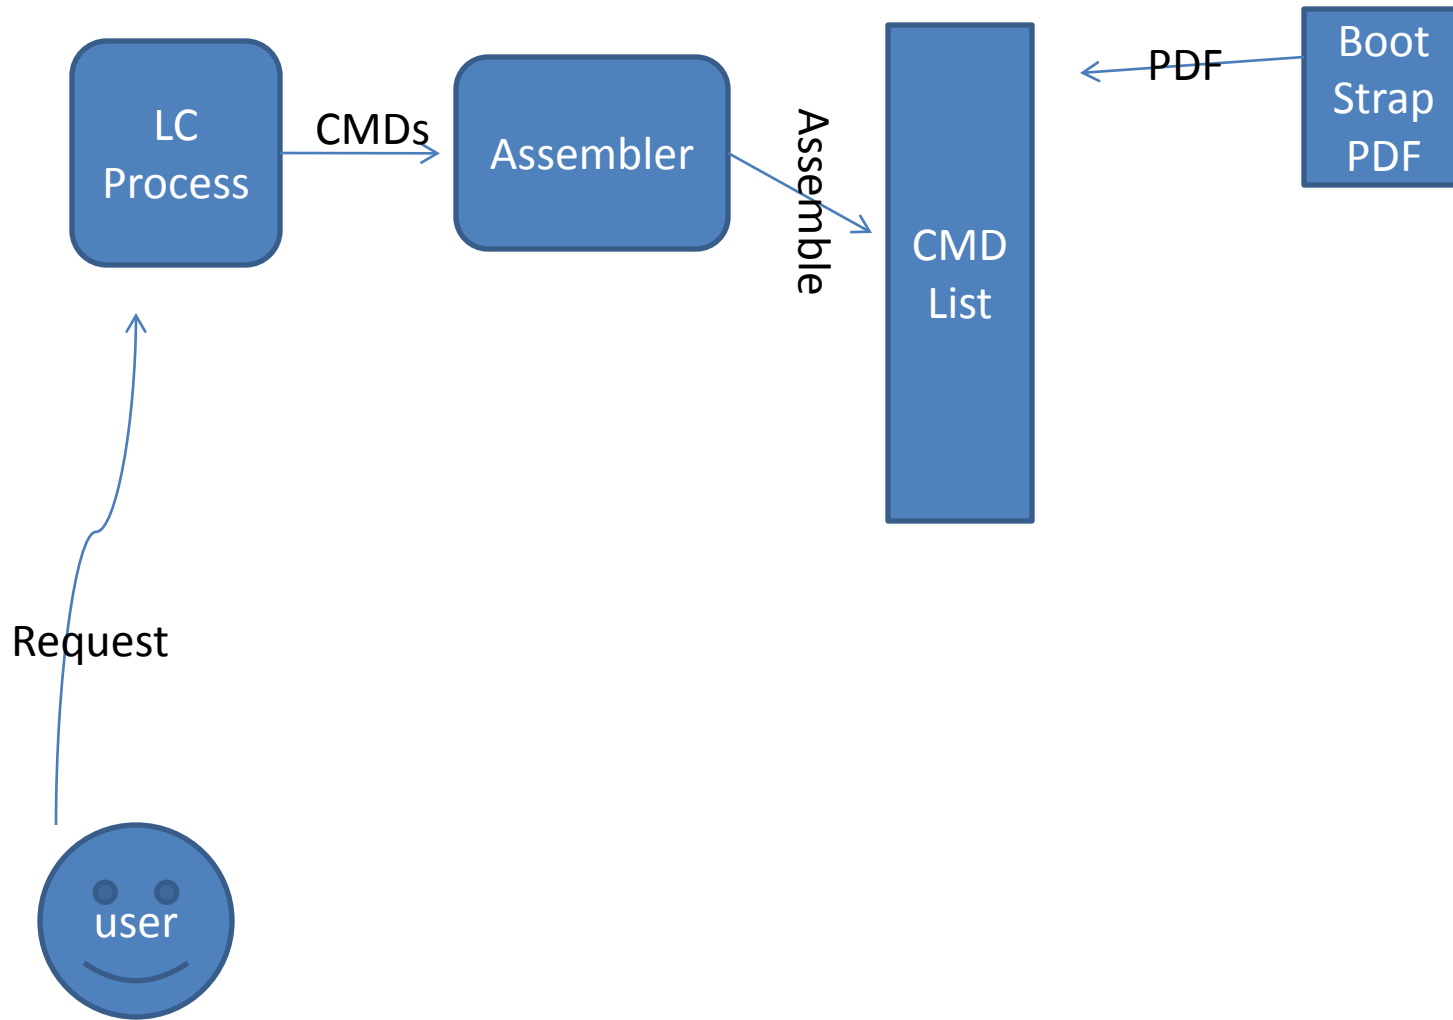 LC
Process
CMDs
Assembler
Assemble
CMD
List
PDF
Boot
Strap
PDF
Request
user